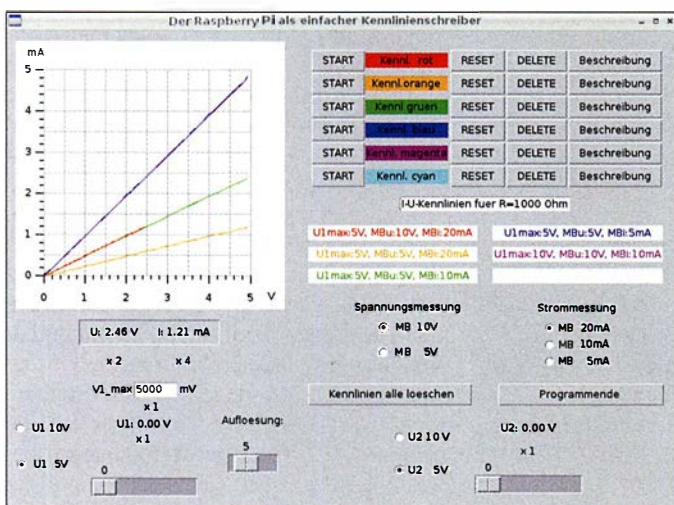 Der Raspberry Pi als einfacher Kennlinienschreiber
mA
5
4
3
2
1
0
0 1 2 3 4 5 V
START Kennl. rot RESET DELETE Beschreibung
START Kennl.orange RESET DELETE Beschreibung
START Kennl gruen RESET DELETE Beschreibung
START Kennl. blau RESET DELETE Beschreibung
START Kennl. magenta RESET DELETE Beschreibung
START Kennl. cyan RESET DELETE Beschreibung
I-U-Kennlinien fuer R=1000 Ohm
U1max:5V, MBu:10V, MBi:20mA U1max:5V, MBu:5V, MBi:5mA
U1max:5V, MBu:5V, MBi:20mA U1max:10V, MBu:10V, MBi:10mA
U1max:5V, MBu:5V, MBi:10mA
Spannungsmessung Strommessung
MB 10V MB 20mA
MB 5V MB 10mA
MB 5mA
U: 2.46 V I: 1.21 mA
x 2 x 4
V1_max 5000 mV
x 1
Kennlinien alle loeschen Programmende
U1 10V U1: 0.00 V Aufloesung:
x 1
U1 5V 0 5
U2 10V U2: 0.00 V
x 1
U2 5V 0